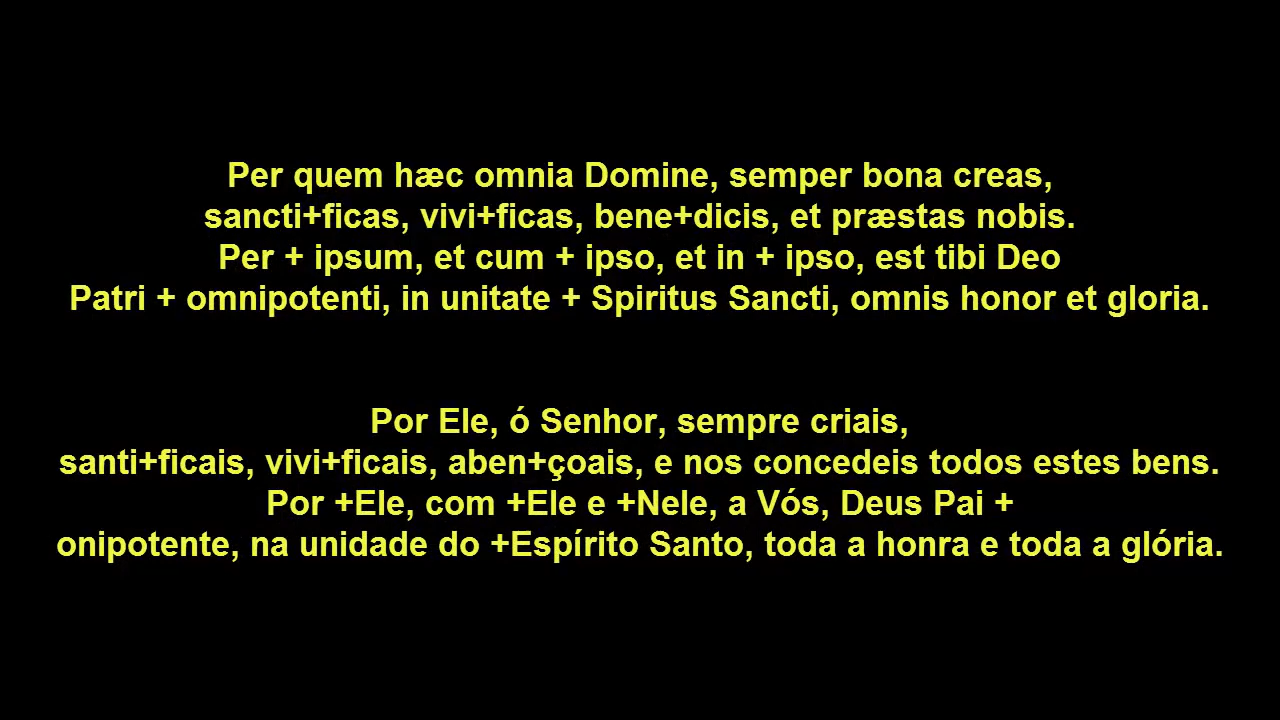 Per quem hæc omnia Domine, semper bona creas,
sancti+ficas, vivi+ficas, bene+dicis, et præstas nobis.
Per + ipsum, et cum + ipso, et in + ipso, est tibi Deo
Patri + omnipotenti, in unitate + Spiritus Sancti, omnis honor et gloria.
Por Ele, ó Senhor, sempre criais,
santi+ficais, vivi+ficais, aben+çoais, e nos concedeis todos estes bens.
Por +Ele, com +Ele e +Nele, a Vós, Deus Pai +
onipotente, na unidade do +Espírito Santo, toda a honra e toda a glória.